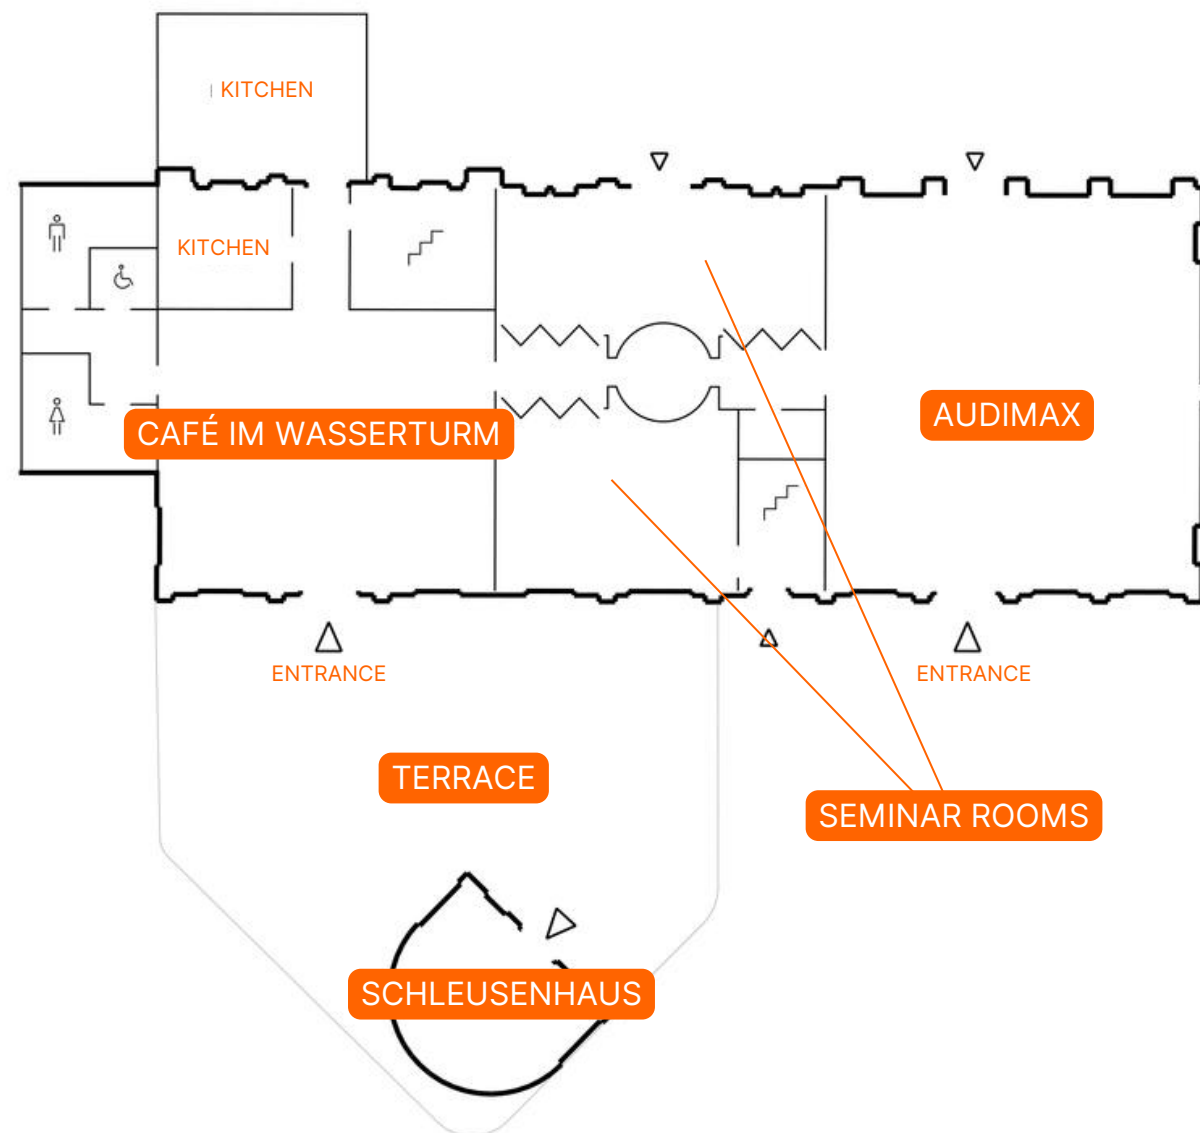 KITCHEN
KITCHEN
CAFÉ IM WASSERTURM
AUDIMAX
ENTRANCE
ENTRANCE
TERRACE
SEMINAR ROOMS
SCHLEUSENHAUS